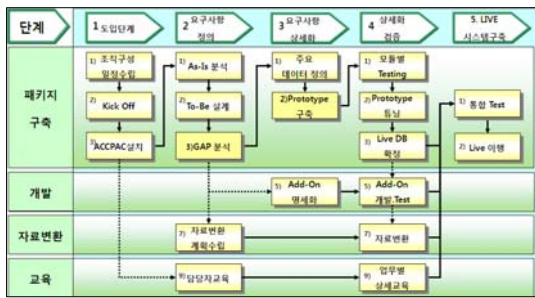 단계
1 도입단계
2 요구사항
정의
3 요구사항
상세화
4 상세화
검증
5. LIVE
시스템구축
패키지
구축
1) 조직구성
일정수립
2) Kick Off
3) ACCPAC설치
1) As-Is 분석
2) To-Be 설계
3)GAP 분석
1) 주요
데이터 정의
2)Prototype
구축
1) 모듈별
Testing
2)Prototype
튜닝
3) Live DB
확정
1) 통합 Test
2) Live 이행
개발
5) Add-On
명세화
5) Add-On
개발.Test
자료변환
7) 자료변환
계획수립
7) 자료변환
교육
9)담당자교육
9) 업무별
상세교육